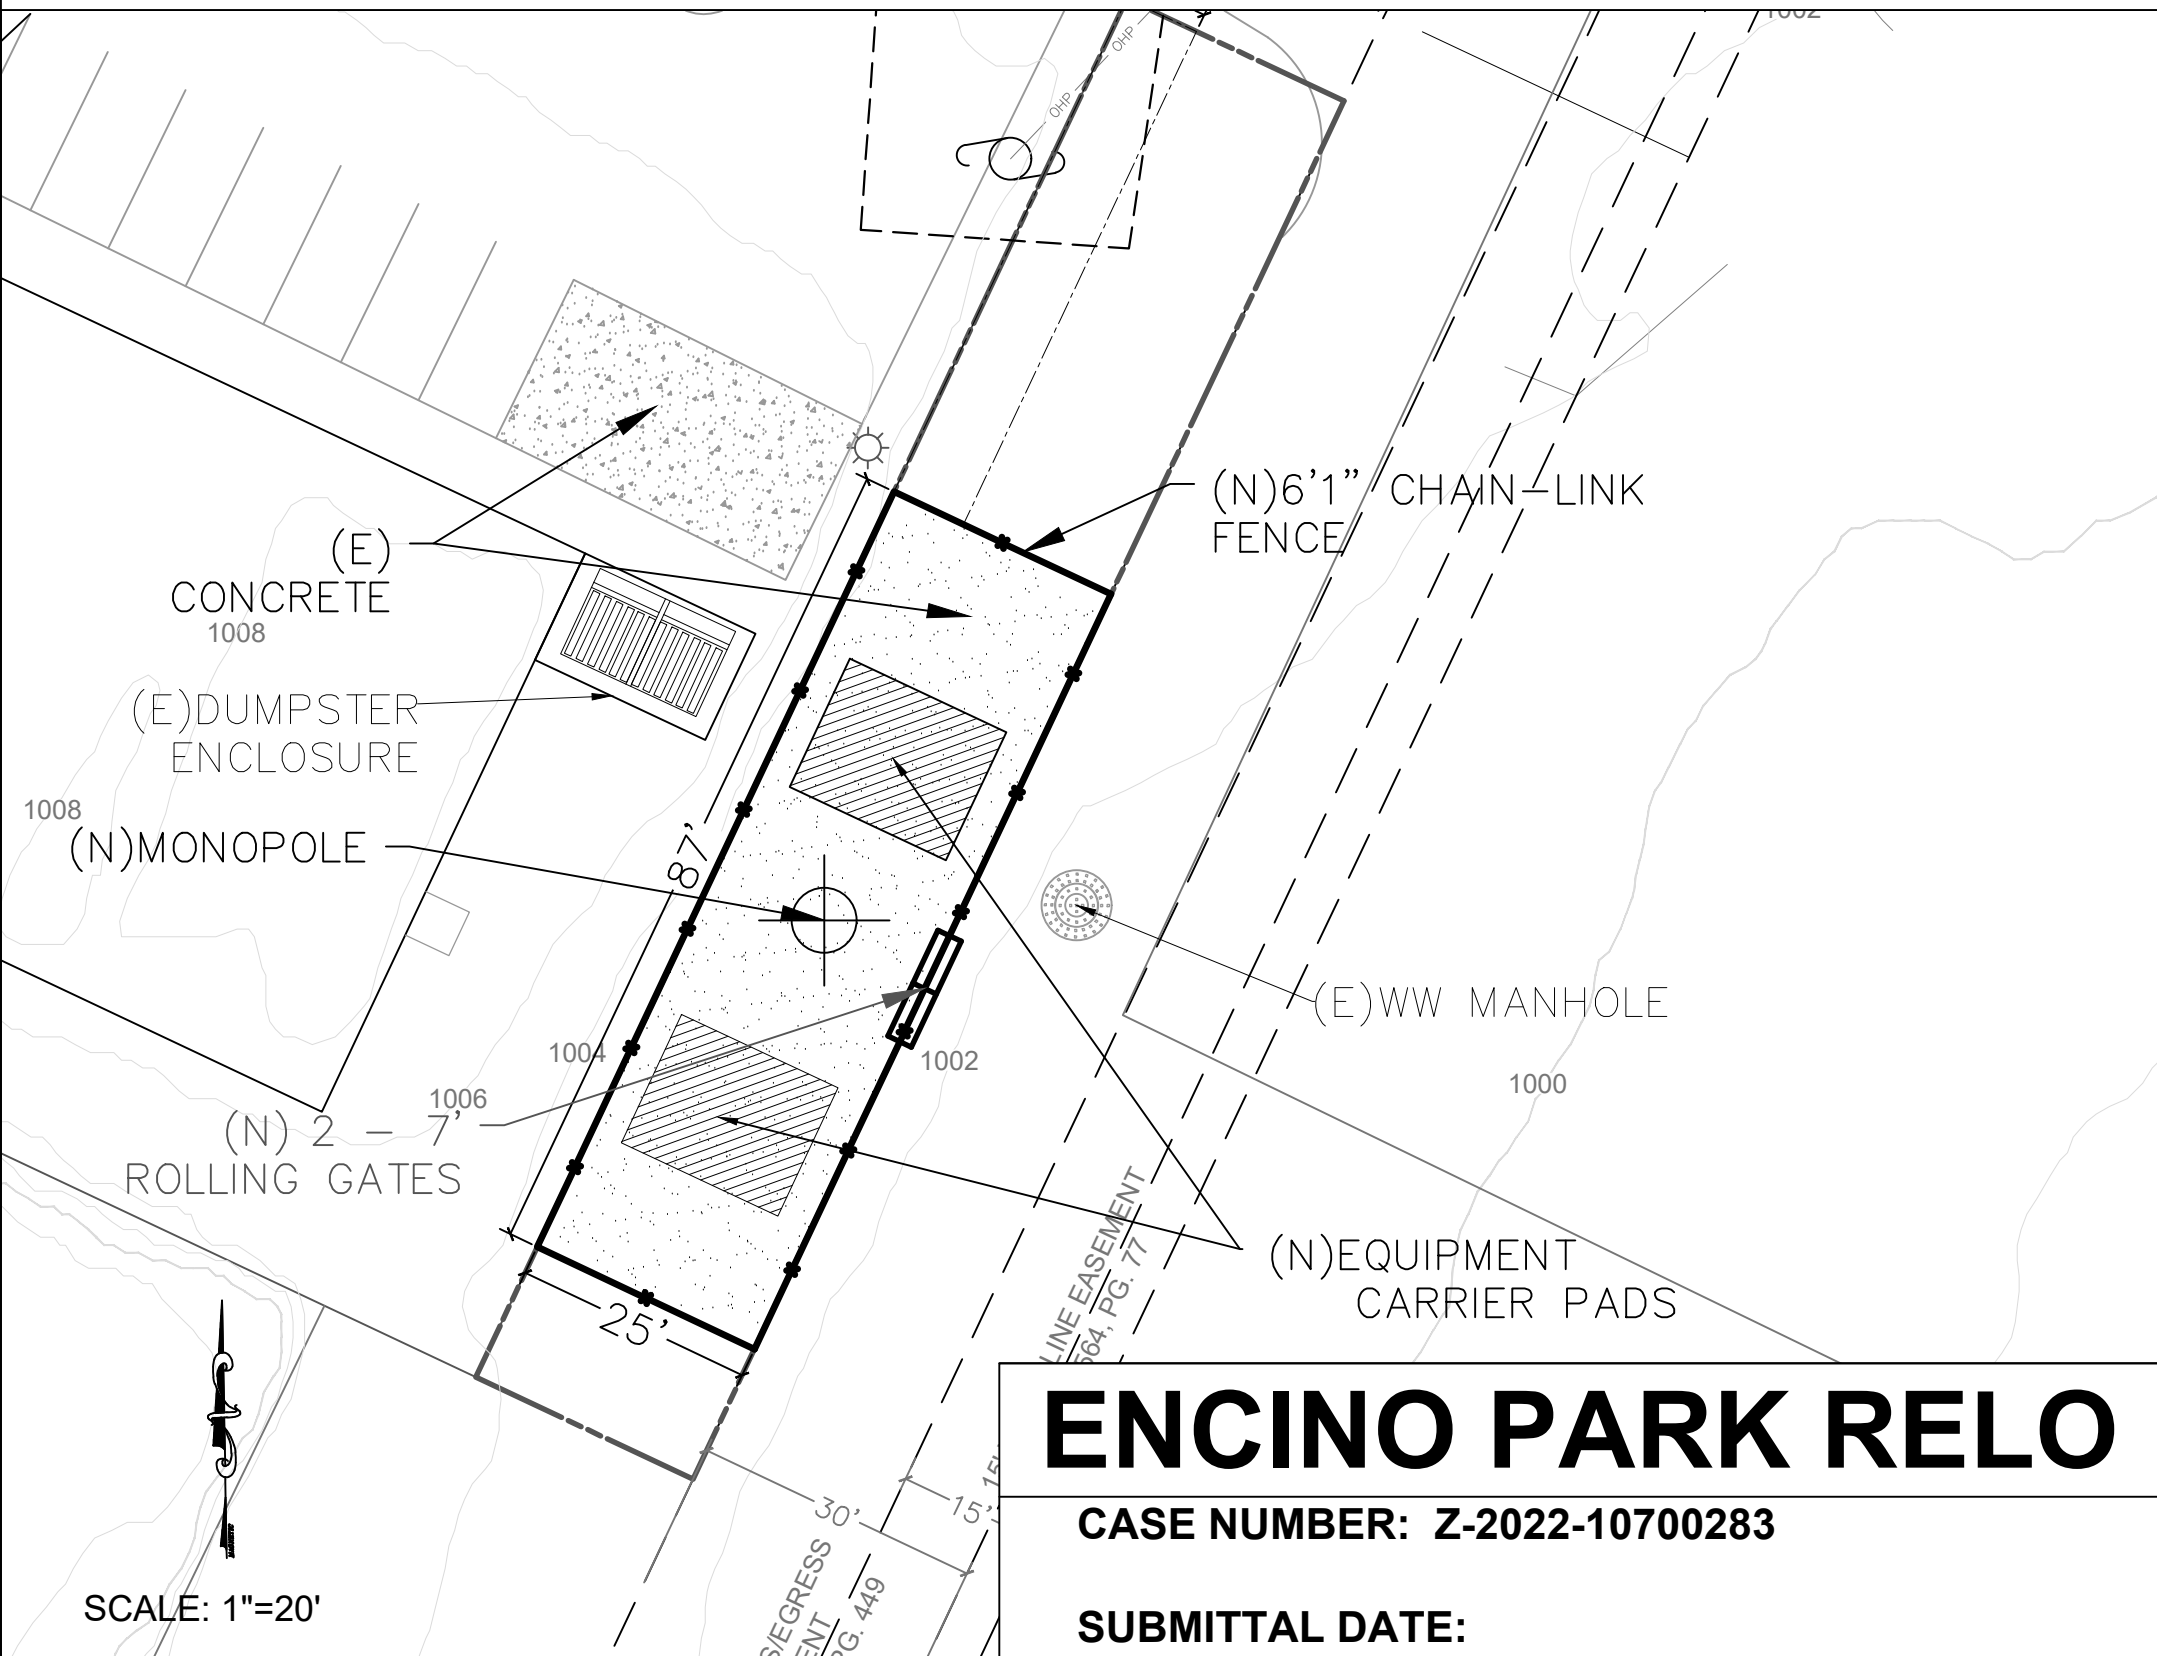 1002
OHP
OHP
(N)6'1” CHAIN-LINK
FENCE
(E)
CONCRETE
1008
(E)DUMPSTER
ENCLOSURE
1008
(N)MONOPOLE
87'
(E)WW MANHOLE
1004
1002
1006
1000
(N) 2 – 7'
ROLLING GATES
LINE EASEMENT
564, PG. 77
(N)EQUIPMENT
CARRIER PADS
25'
30'
15'
S/EGRESS
ENT
PG. 449
SCALE: 1"=20'
ENCINO PARK RELO
CASE NUMBER: Z-2022-10700283
SUBMITTAL DATE: